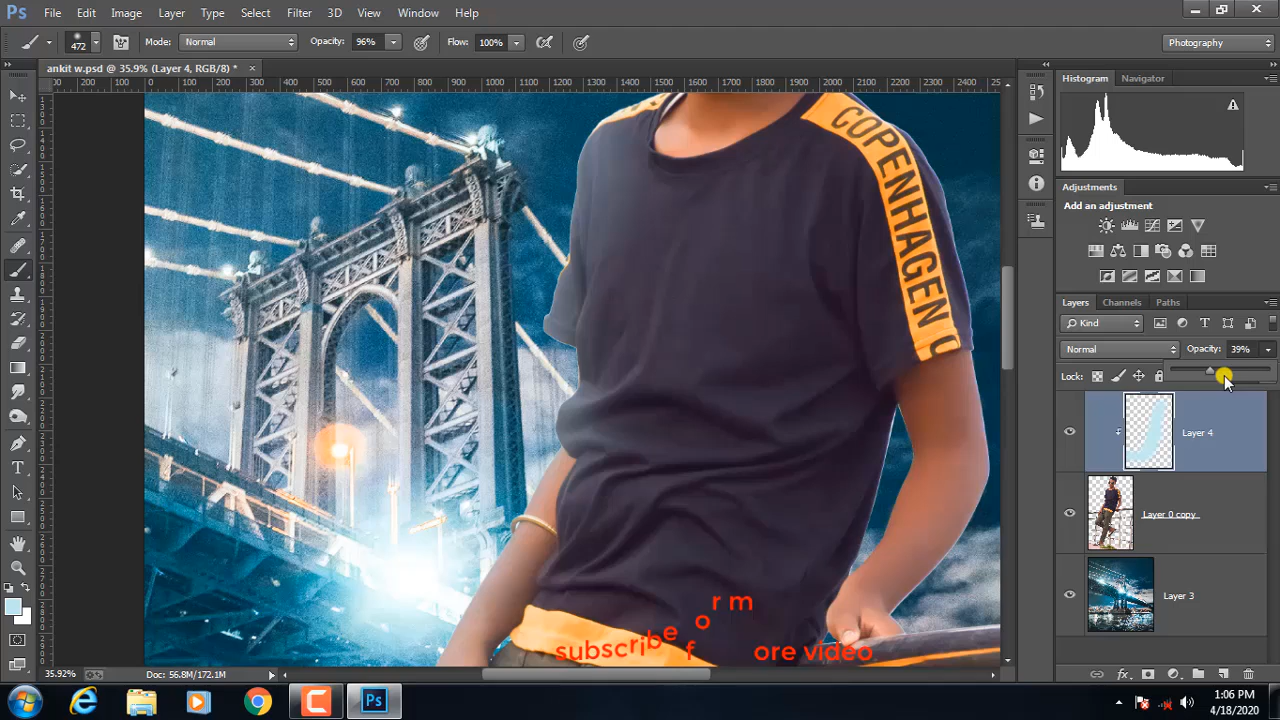 Ps File Edit Image Layer Type Select Filter 3D View Window Help
472 Mode: Normal Opacity: 96% Flow: 100% Photography
ankit w.psd @ 35.9% (Layer 4, RGB/8) * ×
Histogram Navigator
Adjustments
Add an adjustment
Layers Channels Paths
Kind
Normal Opacity: 39%
Lock:
Layer 4
Layer 0 copy
Layer 3
COPENHAGEN C
subscribe for more video
35.92% Doc: 56.8M/172.1M
1:06 PM
4/18/2020